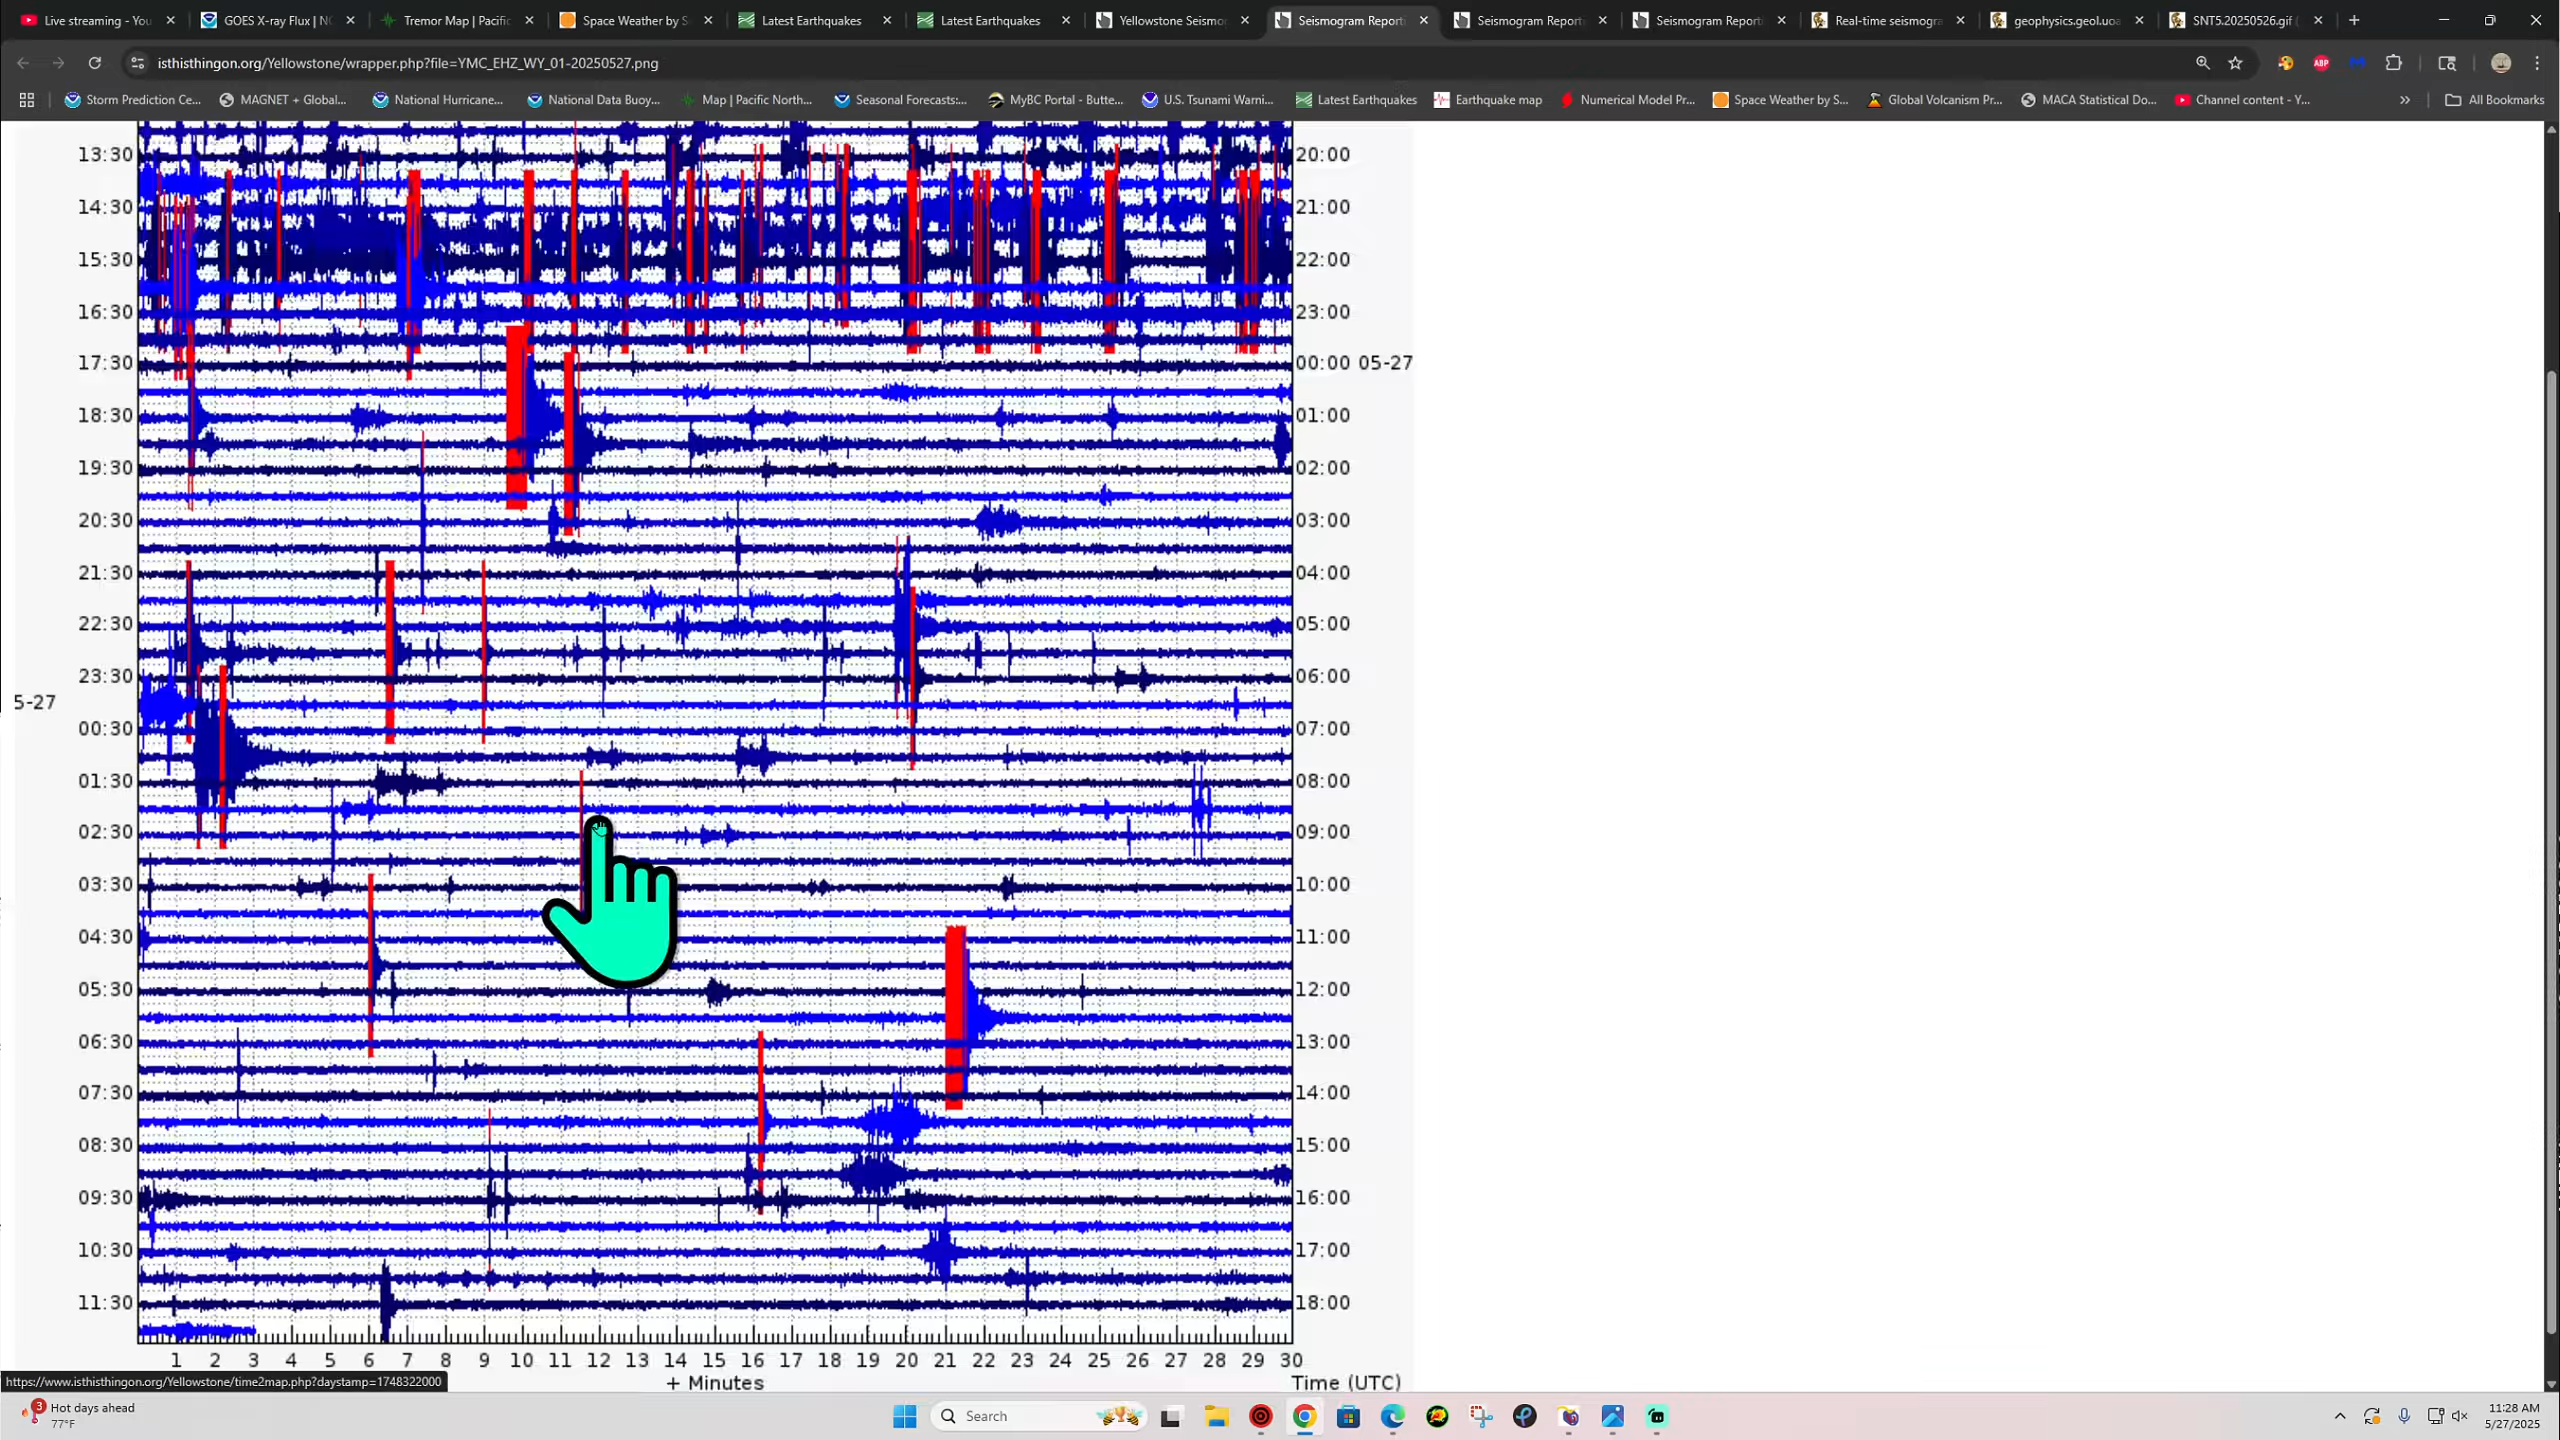 Live streaming - You
GOES X-ray Flux | NO
Tremor Map | Pacific
Space Weather by S
Latest Earthquakes
Latest Earthquakes
Yellowstone Seismo
Seismogram Reporti
Seismogram Report
Seismogram Report
Real-time seismogra
geophysics.geol.uoa
SNT5.20250526.gif (
isthisthingon.org/Yellowstone/wrapper.php?file=YMC_EHZ_WY_01-20250527.png
ABP
Storm Prediction Ce...
MAGNET + Global...
National Hurricane...
National Data Buoy...
Map | Pacific North...
Seasonal Forecasts:...
MyBC Portal - Butte...
U.S. Tsunami Warni...
Latest Earthquakes
Earthquake map
Numerical Model Pr...
Space Weather by S...
Global Volcanism Pr...
MACA Statistical Do...
Channel content - Y...
All Bookmarks
13:30 20:00
14:30 21:00
15:30 22:00
16:30 23:00
17:30 00:00 05-27
18:30 01:00
19:30 02:00
20:30 03:00
21:30 04:00
22:30 05:00
23:30 06:00
5-27
00:30 07:00
01:30 08:00
02:30 09:00
03:30 10:00
04:30 11:00
05:30 12:00
06:30 13:00
07:30 14:00
08:30 15:00
09:30 16:00
10:30 17:00
11:30 18:00
1 2 3 4 5 6 7 8 9 10 11 12 13 14 15 16 17 18 19 20 21 22 23 24 25 26 27 28 29 30
+ Minutes Time (UTC)
https://www.isthisthingon.org/Yellowstone/time2map.php?daystamp=1748322000
3
Hot days ahead
77°F
Search
11:28 AM
5/27/2025